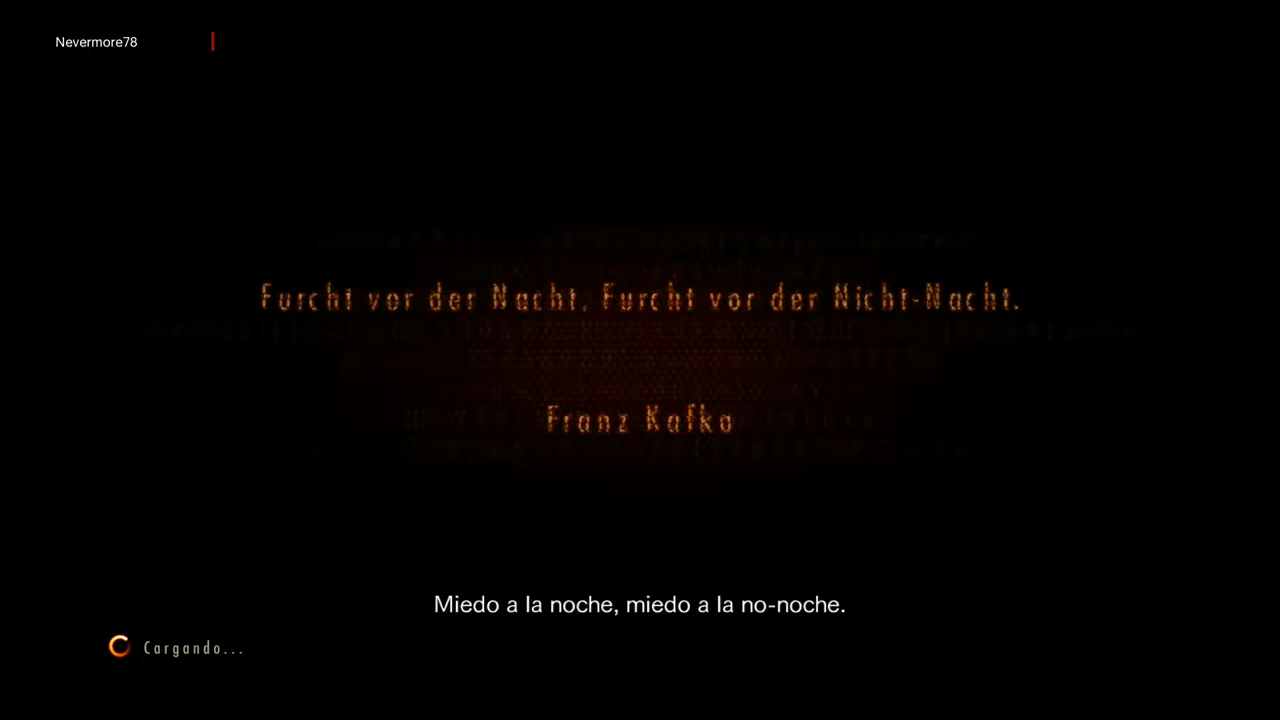 Nevermore78
Furcht vor der Nacht, Furcht vor der Nicht-Nacht.
Franz Kafka
Miedo a la noche, miedo a la no-noche.
Cargando...